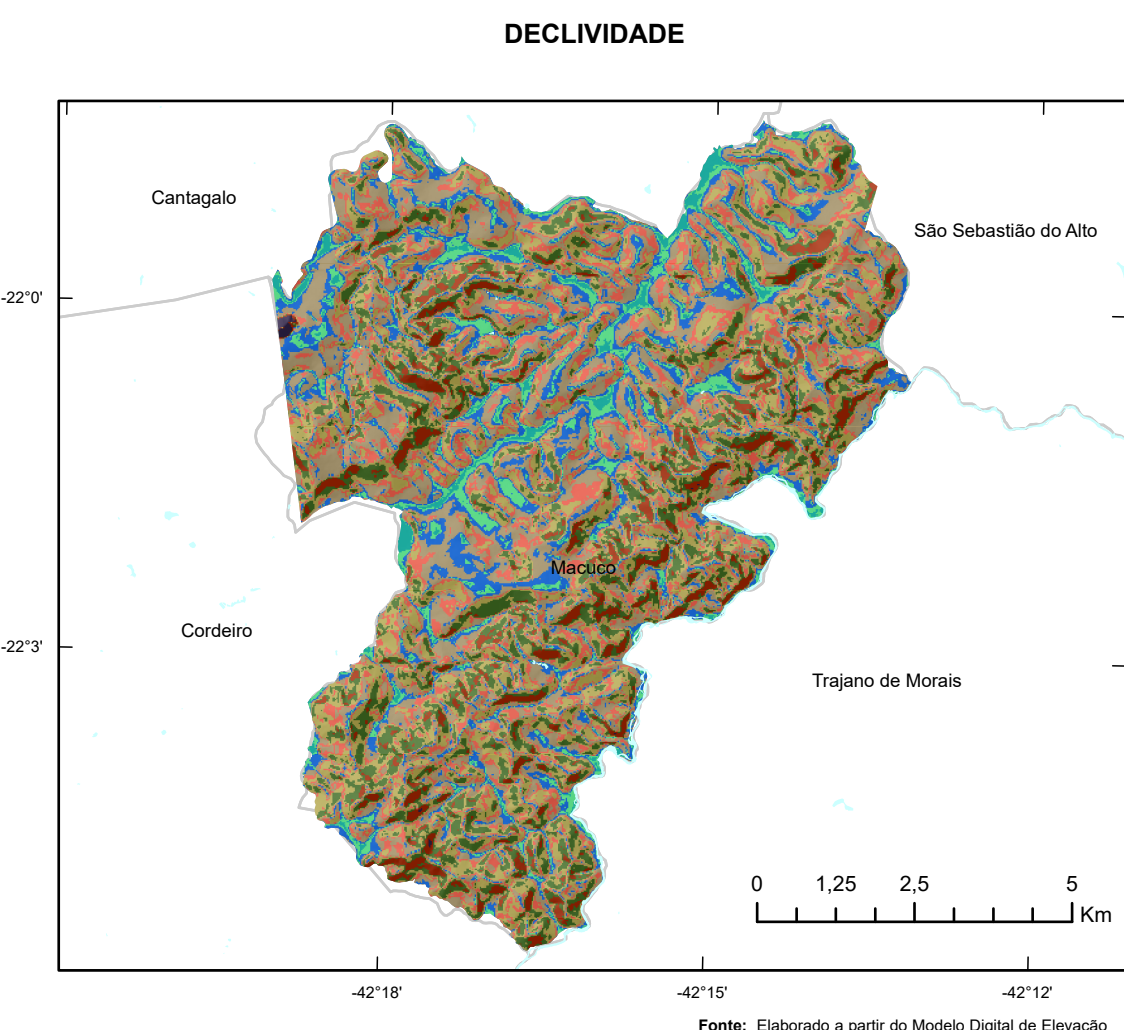 DECLIVIDADE
Cantagalo
São Sebastião do Alto
-22°0'
Macuco
Cordeiro
-22°3'
Trajano de Morais
0 1,25 2,5 5
Km
-42°18' -42°15' -42°12'
Fonte: Elaborado a partir do Modelo Digital de Elevação